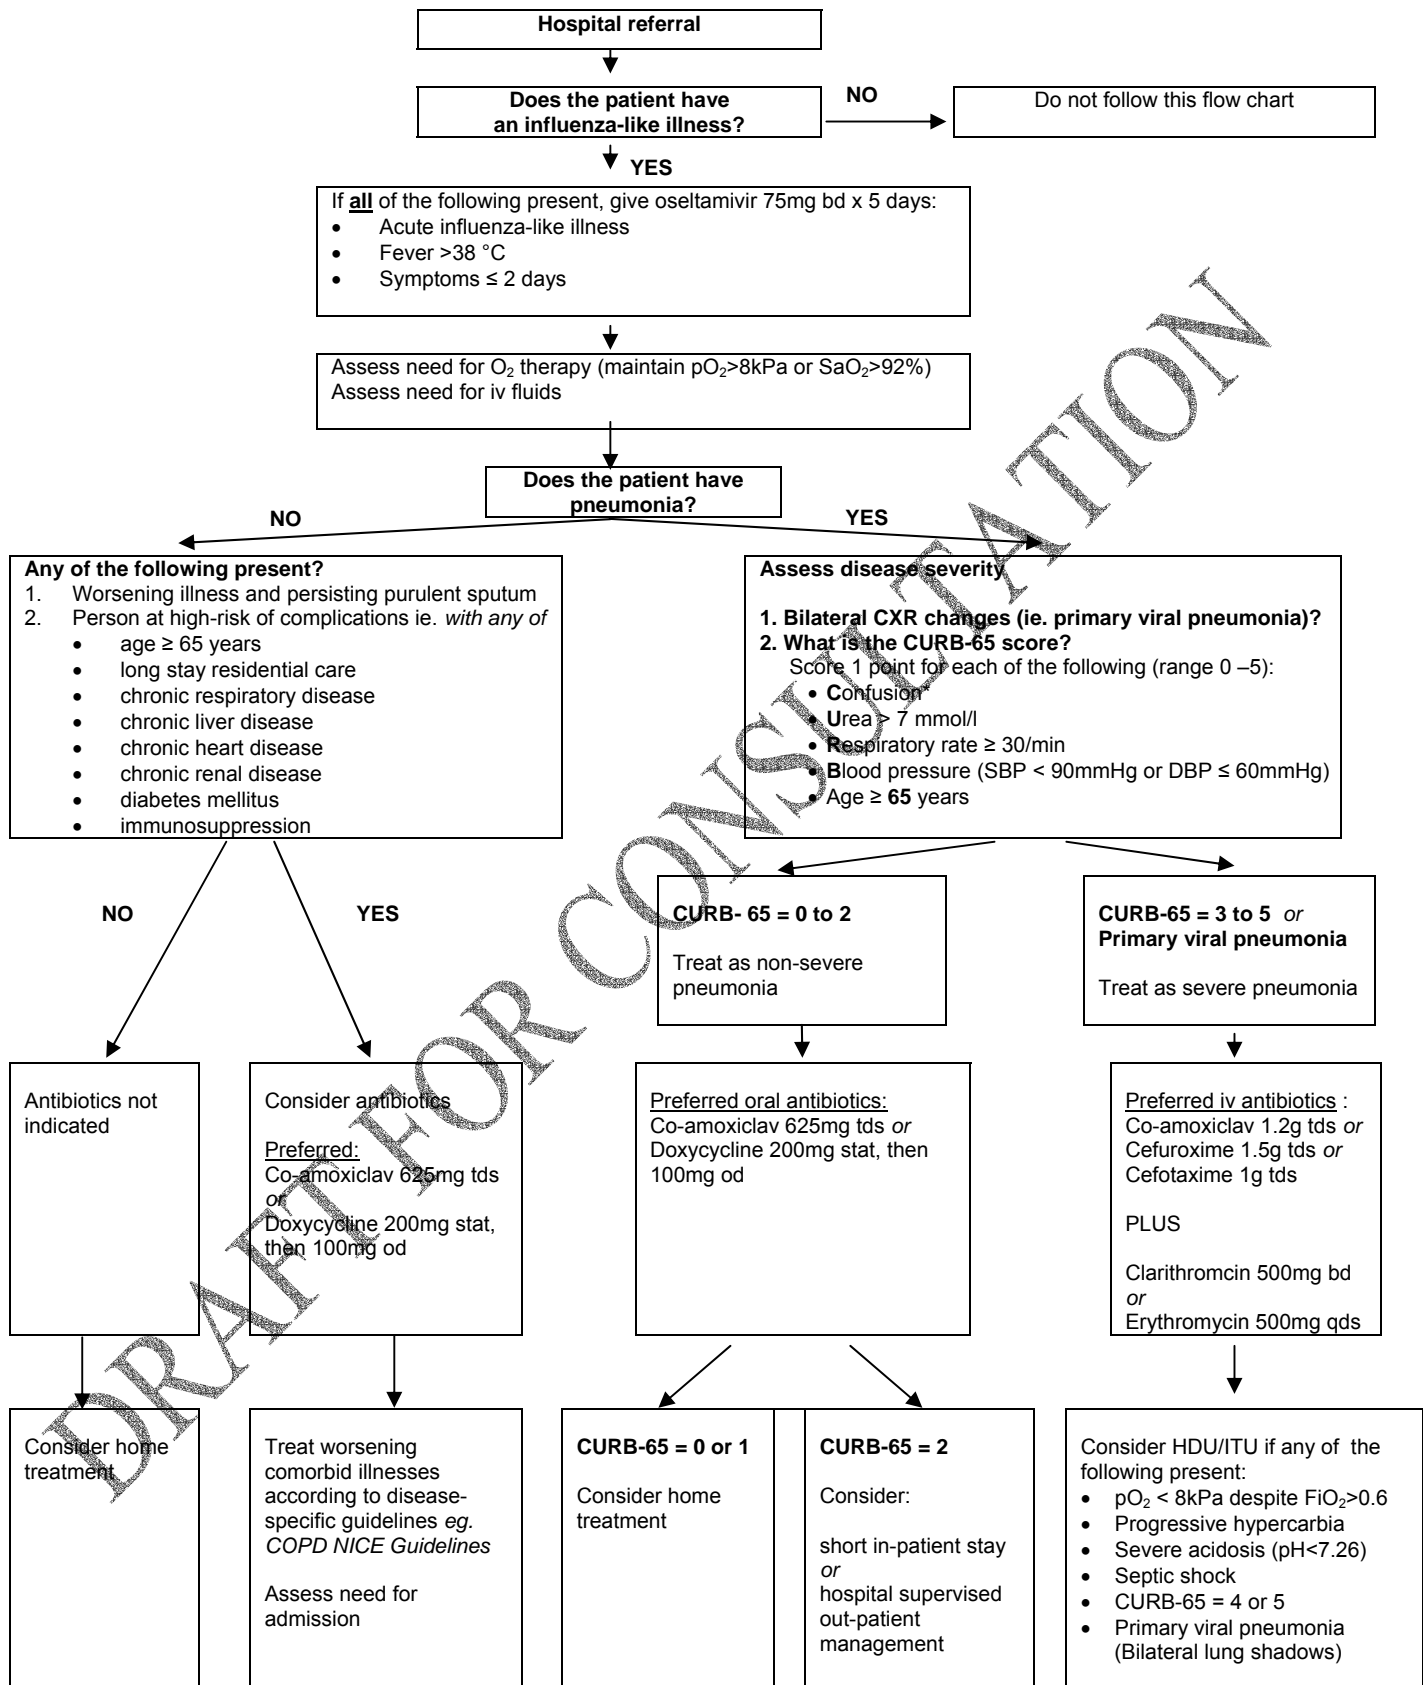 Hospital referral
Does the patient have
an influenza-like illness?
NO
Do not follow this flow chart
YES
If all of the following present, give oseltamivir 75mg bd x 5 days:
• Acute influenza-like illness
• Fever >38 °C
• Symptoms ≤ 2 days
Assess need for O₂ therapy (maintain pO₂>8kPa or SaO₂>92%)
Assess need for iv fluids
Does the patient have
pneumonia?
NO
YES
Any of the following present?
1. Worsening illness and persisting purulent sputum
2. Person at high-risk of complications ie. with any of
• age ≥ 65 years
• long stay residential care
• chronic respiratory disease
• chronic liver disease
• chronic heart disease
• chronic renal disease
• diabetes mellitus
• immunosuppression
Assess disease severity
1. Bilateral CXR changes (ie. primary viral pneumonia)?
2. What is the CURB-65 score?
Score 1 point for each of the following (range 0 –5):
• Confusion*
• Urea > 7 mmol/l
• Respiratory rate ≥ 30/min
• Blood pressure (SBP < 90mmHg or DBP ≤ 60mmHg)
• Age ≥ 65 years
NO
YES
CURB- 65 = 0 to 2
Treat as non-severe
pneumonia
CURB-65 = 3 to 5 or
Primary viral pneumonia
Treat as severe pneumonia
Antibiotics not
indicated
Consider antibiotics
Preferred:
Co-amoxiclav 625mg tds
or
Doxycycline 200mg stat,
then 100mg od
Preferred oral antibiotics:
Co-amoxiclav 625mg tds or
Doxycycline 200mg stat, then
100mg od
Preferred iv antibiotics :
Co-amoxiclav 1.2g tds or
Cefuroxime 1.5g tds or
Cefotaxime 1g tds
PLUS
Clarithromcin 500mg bd
or
Erythromycin 500mg qds
Consider home
treatment
Treat worsening
comorbid illnesses
according to disease-
specific guidelines eg.
COPD NICE Guidelines
Assess need for
admission
CURB-65 = 0 or 1
Consider home
treatment
CURB-65 = 2
Consider:
short in-patient stay
or
hospital supervised
out-patient
management
Consider HDU/ITU if any of the
following present:
• pO₂ < 8kPa despite FiO₂>0.6
• Progressive hypercarbia
• Severe acidosis (pH<7.26)
• Septic shock
• CURB-65 = 4 or 5
• Primary viral pneumonia
(Bilateral lung shadows)
DRAFT FOR CONSULTATION